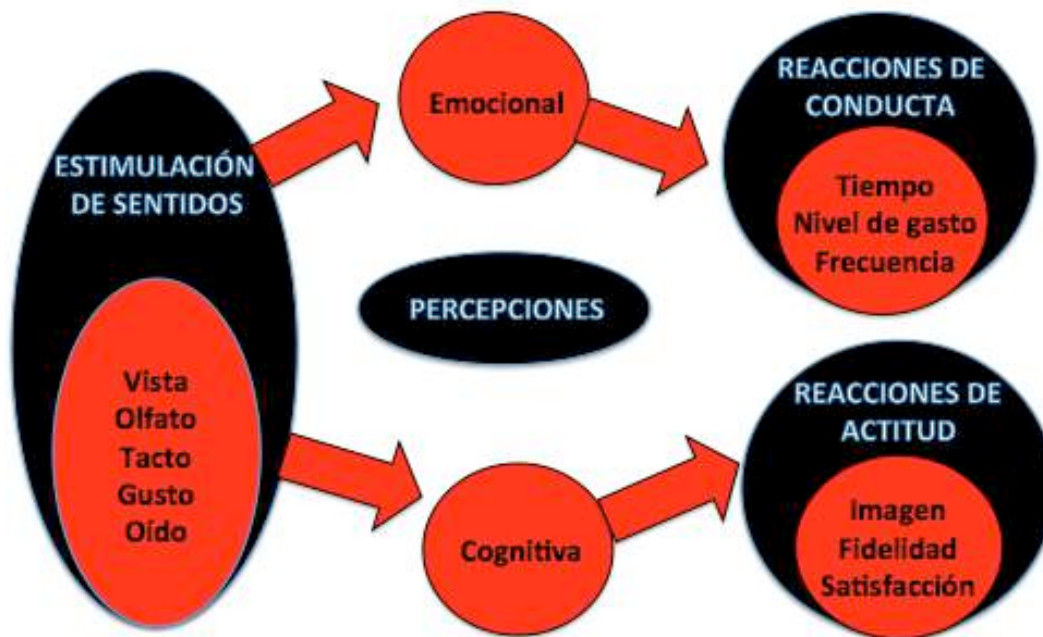 ESTIMULACIÓN
DE SENTIDOS
Vista
Olfato
Tacto
Gusto
Oído
Emocional
PERCEPCIONES
Cognitiva
REACCIONES DE
CONDUCTA
Tiempo
Nivel de gasto
Frecuencia
REACCIONES DE
ACTITUD
Imagen
Fidelidad
Satisfacción